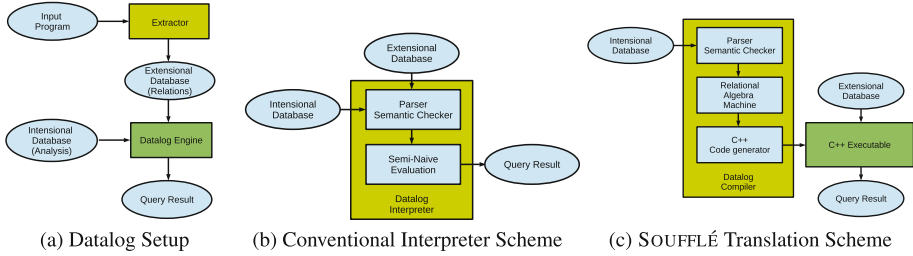 Input
Program
Extractor
Extensional
Database
(Relations)
Intensional
Database
(Analysis)
Datalog Engine
Query Result
(a) Datalog Setup
Extensional
Database
Intensional
Database
Parser
Semantic Checker
Semi-Naive
Evaluation
Query Result
Datalog
Interpreter
(b) Conventional Interpreter Scheme
Intensional
Database
Parser
Semantic Checker
Relational
Algebra
Machine
Extensional
Database
C++
Code generator
C++ Executable
Datalog
Compiler
Query Result
(c) SOUFFLÉ Translation Scheme